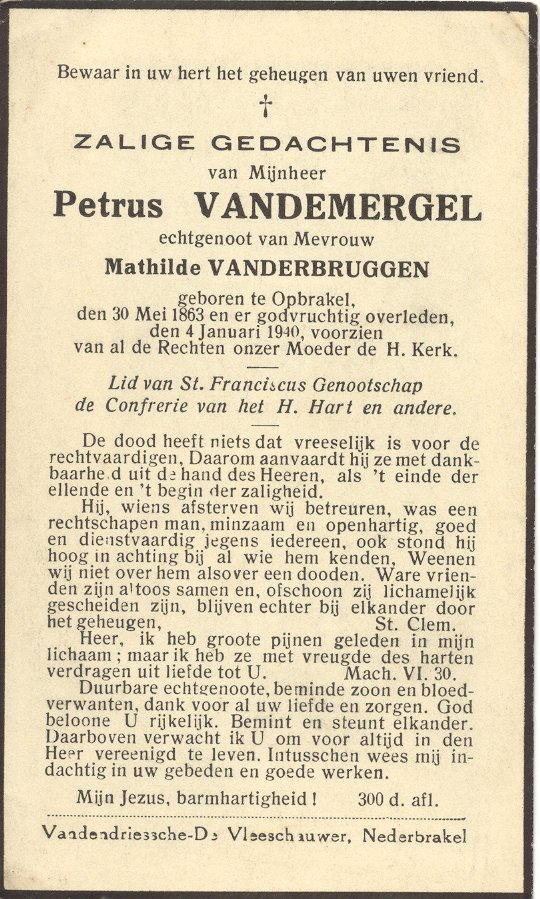 Bewaar in uw hert het geheugen van uwen vriend.
ZALIGE GEDACHTENIS
van Mijnheer
Petrus VANDEMERGEL
echtgenoot van Mevrouw
Mathilde VANDERBRUGGEN
geboren te Opbrakel,
den 30 Mei 1863 en er godvruchtig overleden,
den 4 Januari 1940, voorzien
van al de Rechten onzer Moeder de H. Kerk.
Lid van St. Franciscus Genootschap
de Confrerie van het H. Hart en andere.
De dood heeft niets dat vreeselijk is voor de
rechtvaardigen, Daarom aanvaardt hij ze met dank-
baarheid uit de hand des Heeren, als 't einde der
ellende en 't begin der zaligheid.
Hij, wiens afsterven wij betreuren, was een
rechtschapen man, minzaam en openhartig, goed
en dienstvaardig jegens iedereen, ook stond hij
hoog in achting bij al wie hem kenden, Weenen
wij niet over hem alsover een dooden. Ware vrien-
den zijn altoos samen en, ofschoon zij lichamelijk
gescheiden zijn, blijven echter bij elkander door
het geheugen, St. Clem.
Heer, ik heb groote pijnen geleden in mijn
lichaam ; maar ik heb ze met vreugde des harten
verdragen uit liefde tot U. Mach. VI. 30.
Duurbare echtgenoote, beminde zoon en bloed-
verwanten, dank voor al uw liefde en zorgen. God
beloone U rijkelijk. Bemint en steunt elkander.
Daarboven verwacht ik U om voor altijd in den
Heer vereenigd te leven. Intusschen wees mij in-
dachtig in uw gebeden en goede werken.
Mijn Jezus, barmhartigheid ! 300 d. afl.
Vandendriessche-De Vleeschauwer, Nederbrakel